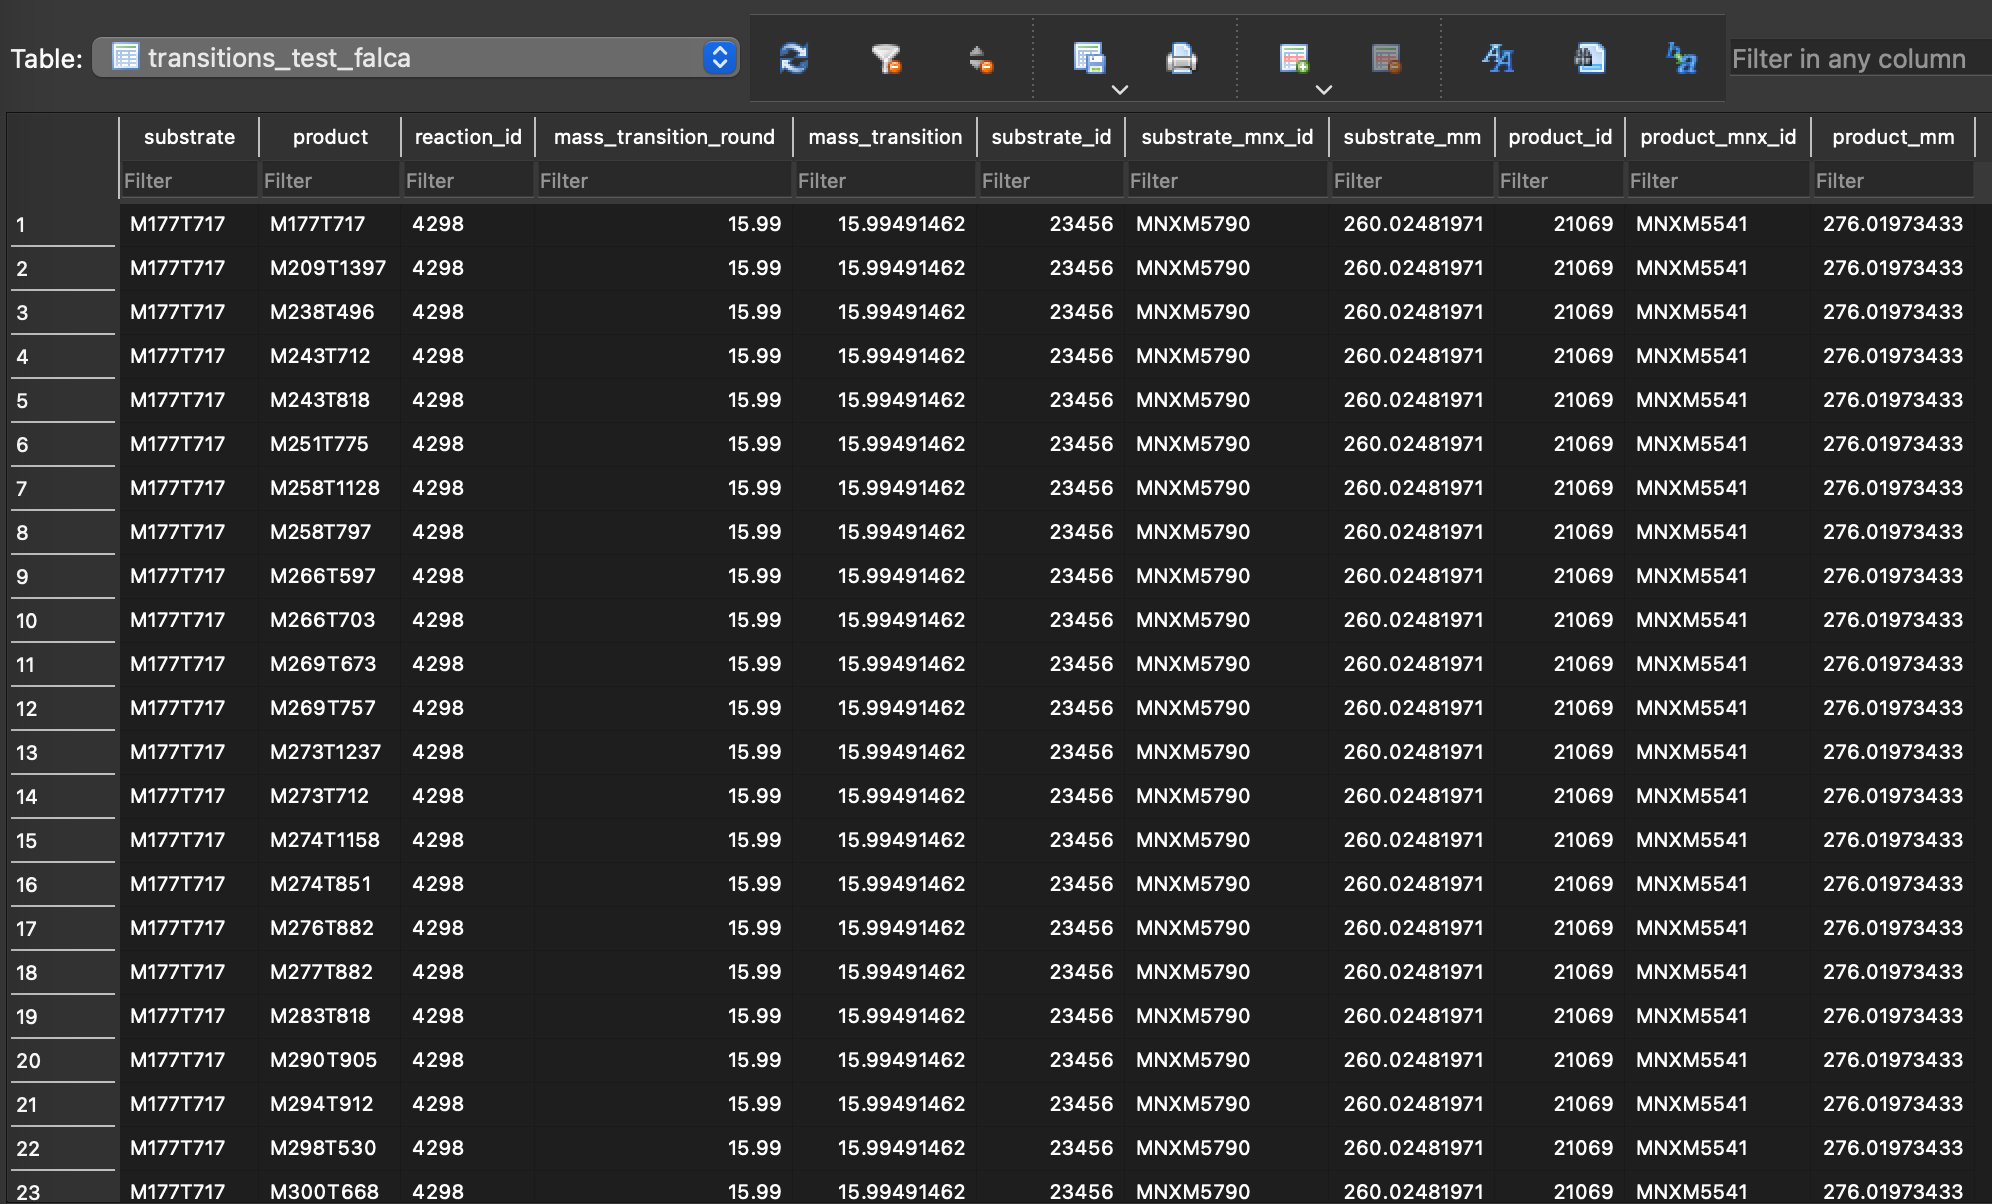 Table: transitions_test_falca Filter in any column
substrate product reaction_id mass_transition_round mass_transition substrate_id substrate_mnx_id substrate_mm product_id product_mnx_id product_mm
Filter Filter Filter Filter Filter Filter Filter Filter Filter Filter Filter
1 M177T717 M177T717 4298 15.99 15.99491462 23456 MNXM5790 260.02481971 21069 MNXM5541 276.01973433
2 M177T717 M209T1397 4298 15.99 15.99491462 23456 MNXM5790 260.02481971 21069 MNXM5541 276.01973433
3 M177T717 M238T496 4298 15.99 15.99491462 23456 MNXM5790 260.02481971 21069 MNXM5541 276.01973433
4 M177T717 M243T712 4298 15.99 15.99491462 23456 MNXM5790 260.02481971 21069 MNXM5541 276.01973433
5 M177T717 M243T818 4298 15.99 15.99491462 23456 MNXM5790 260.02481971 21069 MNXM5541 276.01973433
6 M177T717 M251T775 4298 15.99 15.99491462 23456 MNXM5790 260.02481971 21069 MNXM5541 276.01973433
7 M177T717 M258T1128 4298 15.99 15.99491462 23456 MNXM5790 260.02481971 21069 MNXM5541 276.01973433
8 M177T717 M258T797 4298 15.99 15.99491462 23456 MNXM5790 260.02481971 21069 MNXM5541 276.01973433
9 M177T717 M266T597 4298 15.99 15.99491462 23456 MNXM5790 260.02481971 21069 MNXM5541 276.01973433
10 M177T717 M266T703 4298 15.99 15.99491462 23456 MNXM5790 260.02481971 21069 MNXM5541 276.01973433
11 M177T717 M269T673 4298 15.99 15.99491462 23456 MNXM5790 260.02481971 21069 MNXM5541 276.01973433
12 M177T717 M269T757 4298 15.99 15.99491462 23456 MNXM5790 260.02481971 21069 MNXM5541 276.01973433
13 M177T717 M273T1237 4298 15.99 15.99491462 23456 MNXM5790 260.02481971 21069 MNXM5541 276.01973433
14 M177T717 M273T712 4298 15.99 15.99491462 23456 MNXM5790 260.02481971 21069 MNXM5541 276.01973433
15 M177T717 M274T1158 4298 15.99 15.99491462 23456 MNXM5790 260.02481971 21069 MNXM5541 276.01973433
16 M177T717 M274T851 4298 15.99 15.99491462 23456 MNXM5790 260.02481971 21069 MNXM5541 276.01973433
17 M177T717 M276T882 4298 15.99 15.99491462 23456 MNXM5790 260.02481971 21069 MNXM5541 276.01973433
18 M177T717 M277T882 4298 15.99 15.99491462 23456 MNXM5790 260.02481971 21069 MNXM5541 276.01973433
19 M177T717 M283T818 4298 15.99 15.99491462 23456 MNXM5790 260.02481971 21069 MNXM5541 276.01973433
20 M177T717 M290T905 4298 15.99 15.99491462 23456 MNXM5790 260.02481971 21069 MNXM5541 276.01973433
21 M177T717 M294T912 4298 15.99 15.99491462 23456 MNXM5790 260.02481971 21069 MNXM5541 276.01973433
22 M177T717 M298T530 4298 15.99 15.99491462 23456 MNXM5790 260.02481971 21069 MNXM5541 276.01973433
23 M177T717 M300T668 4298 15.99 15.99491462 23456 MNXM5790 260.02481971 21069 MNXM5541 276.01973433